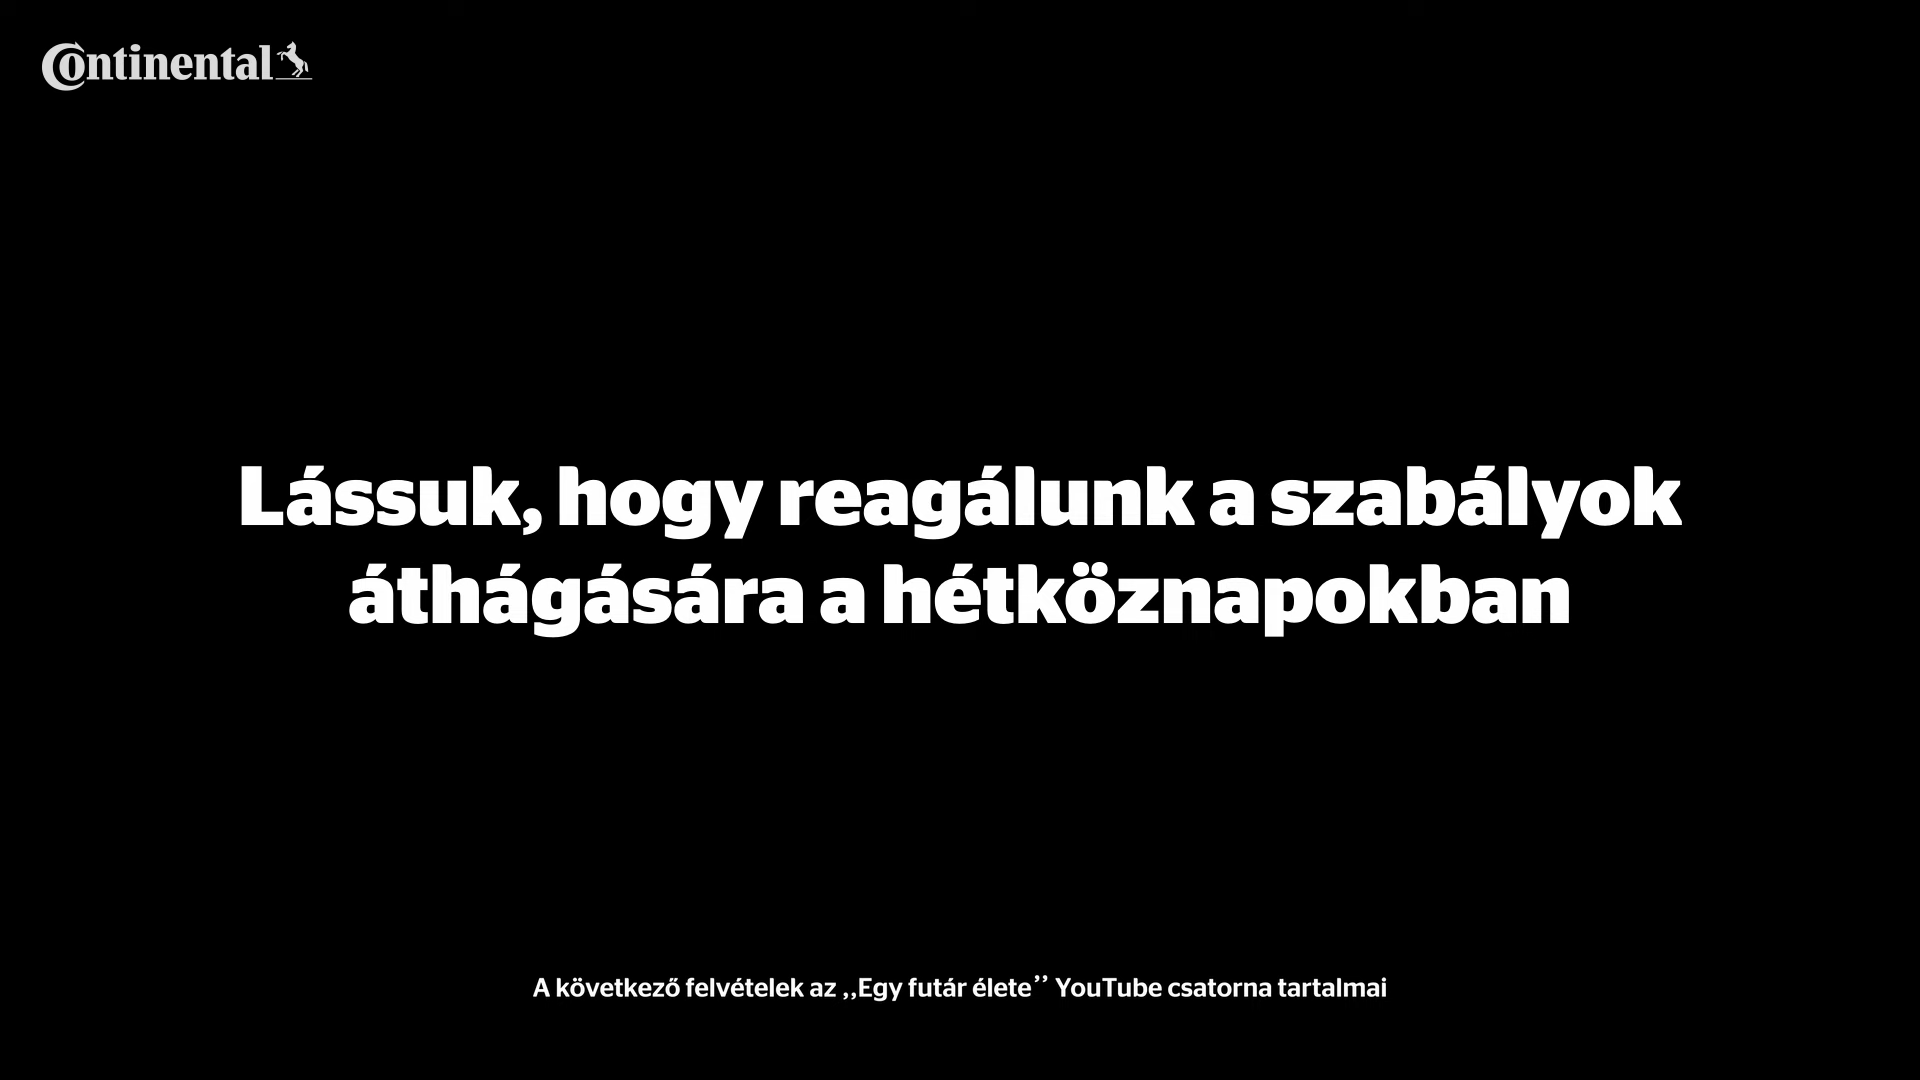 Continental
Lássuk, hogy reagálunk a szabályok
áthágására a hétköznapokban
A következő felvételek az ,,Egy futár élete’’ YouTube csatorna tartalmai